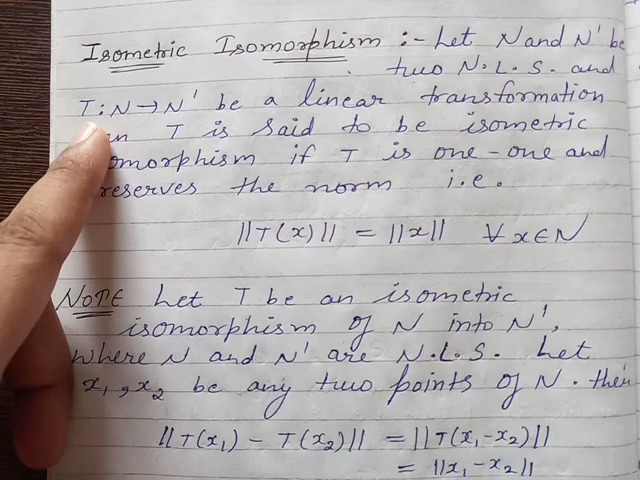 Isometric Isomorphism :- Let N and N' be
two N.L.S. and
T: N → N' be a linear transformation
T is said to be isometric
omorphism if T is one-one and
reserves the norm i.e.
||T(x)|| = ||x|| ∀ x ∈ N
NOTE Let T be an isometric
isomorphism of N into N',
where N and N' are N.L.S. Let
x₁, x₂ be any two points of N. then
||T(x₁) - T(x₂)|| = ||T(x₁-x₂)||
= ||x₁-x₂||